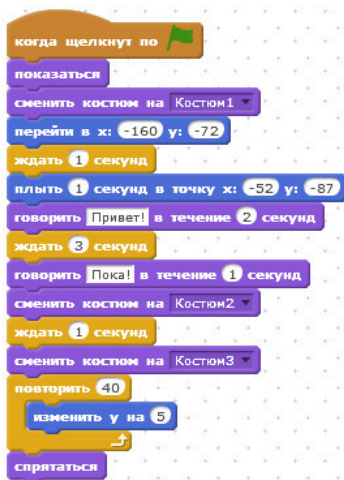 когда щелкнут по
показаться
сменить костюм на Костюм1
перейти в x: -160 y: -72
ждать 1 секунд
плыть 1 секунд в точку x: -52 y: -87
говорить Привет! в течение 2 секунд
ждать 3 секунд
говорить Пока! в течение 1 секунд
сменить костюм на Костюм2
ждать 1 секунд
сменить костюм на Костюм3
повторить 40
изменить y на 5
спрятаться